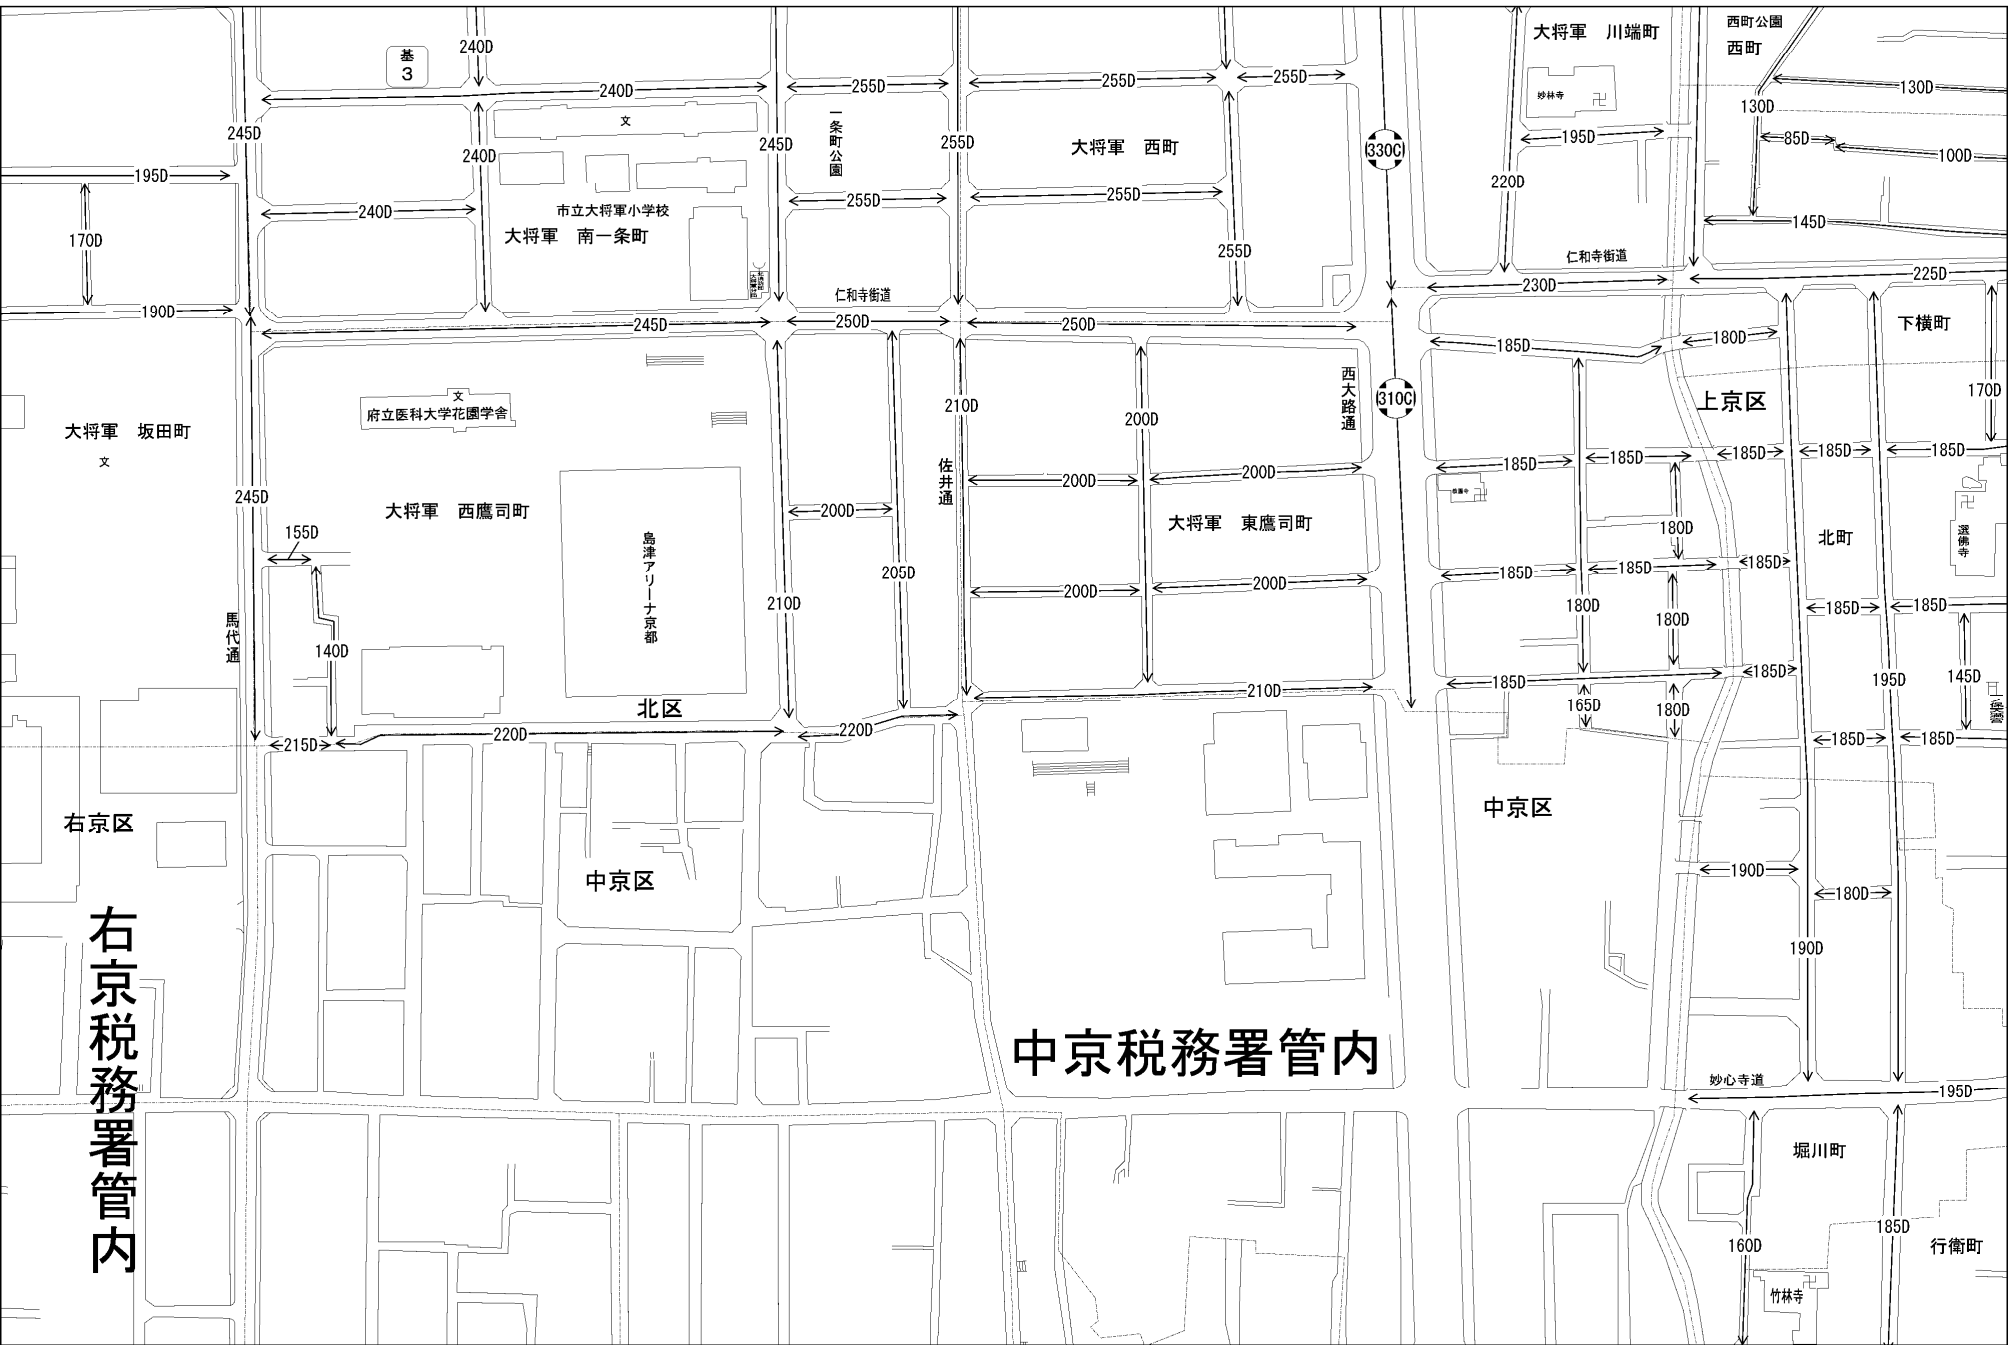 大将軍 川端町
西町公園
西町
240D
基
3
255D
255D
255D
240D
130D
130D
妙林寺
文
一条町公園
245D
240D
245D
255D
大将軍 西町
330C
195D
85D
100D
195D
220D
255D
255D
240D
市立大将軍小学校
大将軍 南一条町
145D
170D
255D
仁和寺街道
225D
230D
仁和寺街道
190D
245D
250D
250D
下横町
180D
185D
西大路通
310C
170D
文
府立医科大学花園学舎
210D
200D
上京区
大将軍 坂田町
文
185D
185D
185D
185D
185D
200D
200D
佐井通
245D
200D
大将軍 西鷹司町
大将軍 東鷹司町
180D
北町
選佛寺
155D
島津アリーナ京都
205D
185D
185D
185D
200D
200D
210D
180D
180D
185D
185D
馬代通
140D
185D
185D
195D
145D
210D
165D
180D
北区
220D
220D
215D
185D
185D
右京区
中京区
中京区
190D
180D
190D
右京税務署管内
中京税務署管内
妙心寺道
195D
堀川町
185D
160D
行衛町
竹林寺